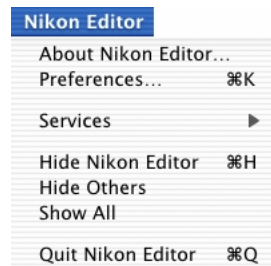 Nikon Editor
About Nikon Editor...
Preferences... ⌘K
Services ▶
Hide Nikon Editor ⌘H
Hide Others
Show All
Quit Nikon Editor ⌘Q